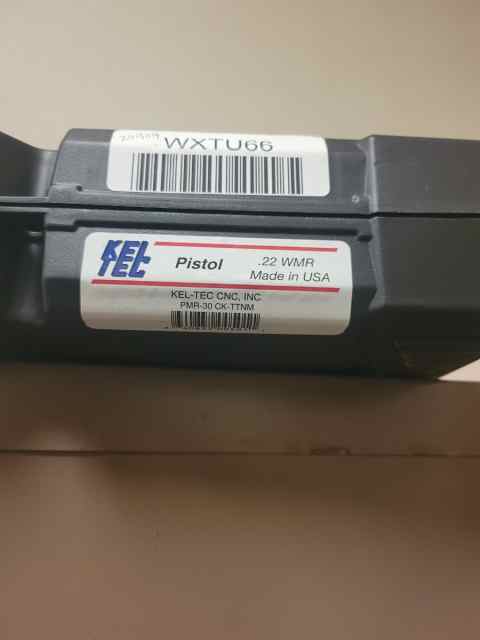 WXTU66
KEL-TEC
Pistol .22 WMR
Made in USA
KEL-TEC CNC, INC.
PMR-30 CK-TTNM